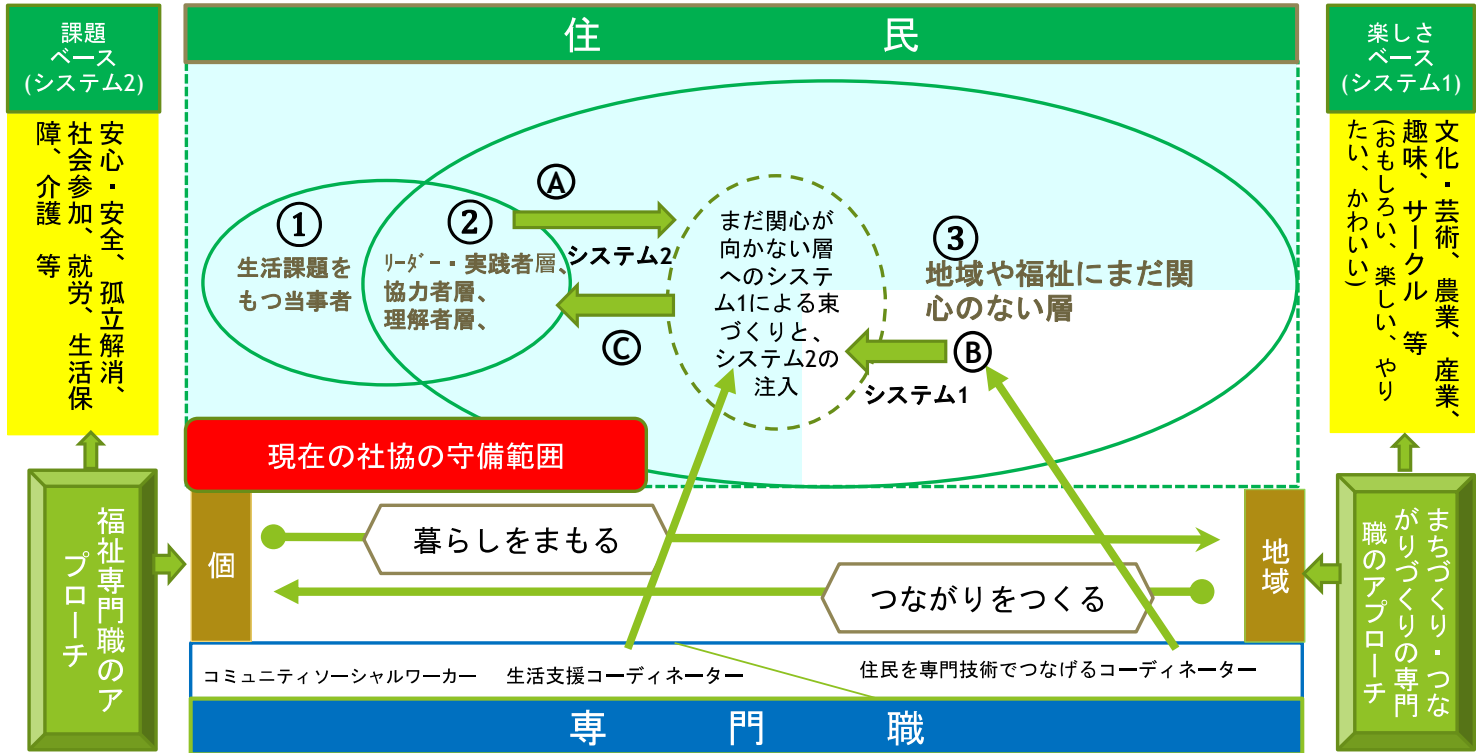 課題
ベース
(システム2)
安心・安全、孤立解消、
社会参加、就労、生活保
障、介護 等
福祉専門職のア
プローチ
住 民
①
生活課題を
もつ当事者
②
リーダー・実践者層、
協力者層、
理解者層、
Ⓐ
システム2
Ⓒ
まだ関心が
向かない層
へのシステ
ム1による束
づくりと、
システム2の
注入
③
地域や福祉にまだ関
心のない層
Ⓑ
システム1
現在の社協の守備範囲
個
暮らしをまもる
つながりをつくる
地域
コミュニティソーシャルワーカー
生活支援コーディネーター
住民を専門技術でつなげるコーディネーター
専 門 職
楽しさ
ベース
(システム1)
文化・芸術、農業、産業、
趣味、サークル 等
(おもしろい、楽しい、やり
たい、かわいい)
まちづくり・つな
がりづくりの専門
職のアプローチ